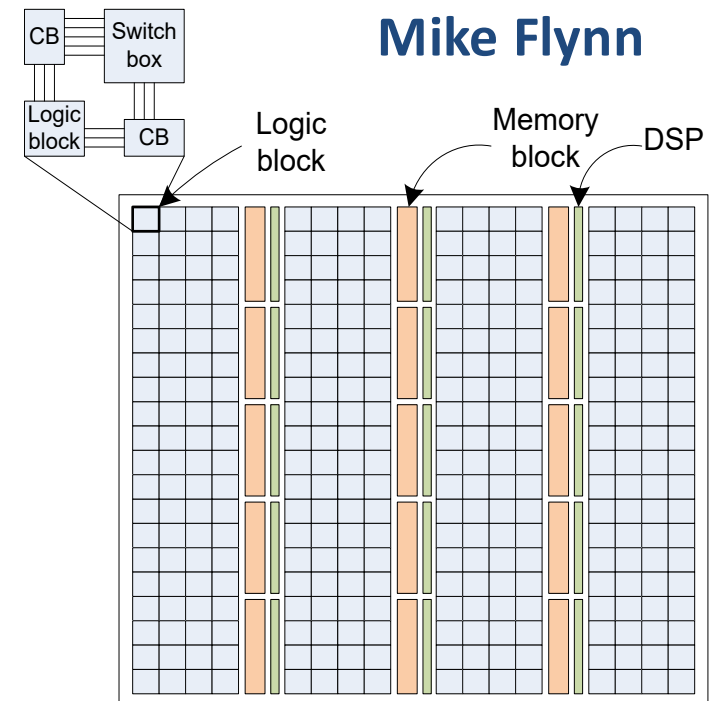 Mike Flynn
CB
Switch
box
Logic
block
CB
Logic
block
Memory
block
DSP